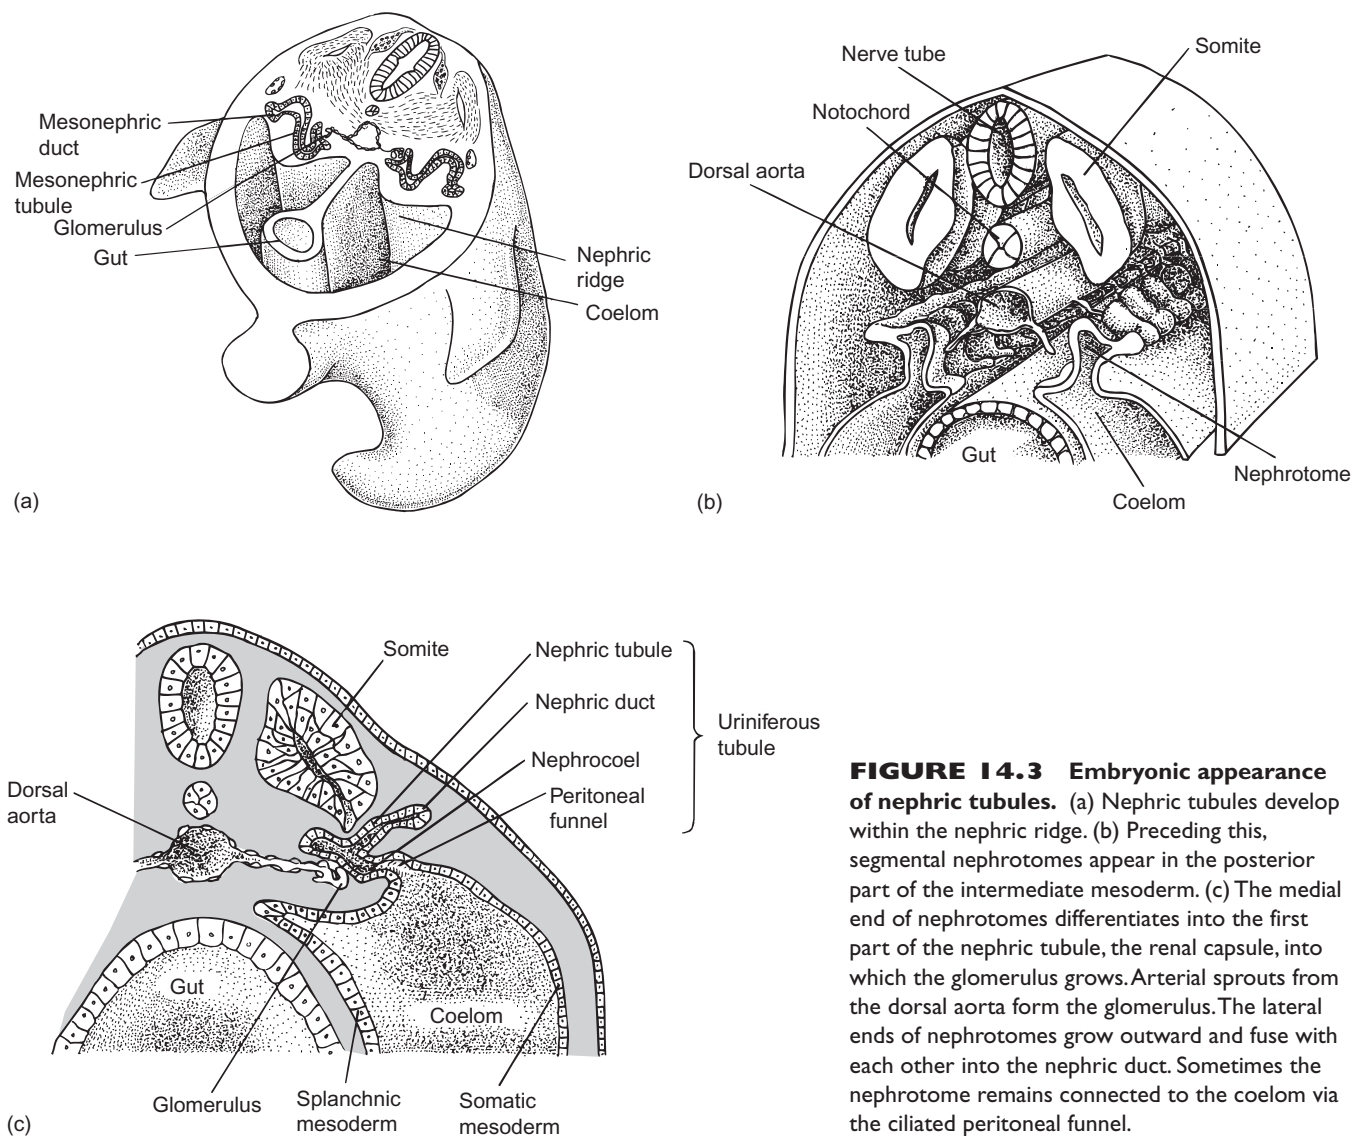 Mesonephric
duct
Mesonephric
tubule
Glomerulus
Gut
Nephric
ridge
Coelom
(a)
Nerve tube
Somite
Notochord
Dorsal aorta
Gut
Nephrotome
Coelom
(b)
Somite
Nephric tubule
Nephric duct
Uriniferous
tubule
Nephrocoel
Peritoneal
funnel
Dorsal
aorta
Gut
Coelom
Glomerulus
Splanchnic
mesoderm
Somatic
mesoderm
(c)
FIGURE 14.3 Embryonic appearance
of nephric tubules. (a) Nephric tubules develop
within the nephric ridge. (b) Preceding this,
segmental nephrotomes appear in the posterior
part of the intermediate mesoderm. (c) The medial
end of nephrotomes differentiates into the first
part of the nephric tubule, the renal capsule, into
which the glomerulus grows. Arterial sprouts from
the dorsal aorta form the glomerulus. The lateral
ends of nephrotomes grow outward and fuse with
each other into the nephric duct. Sometimes the
nephrotome remains connected to the coelom via
the ciliated peritoneal funnel.